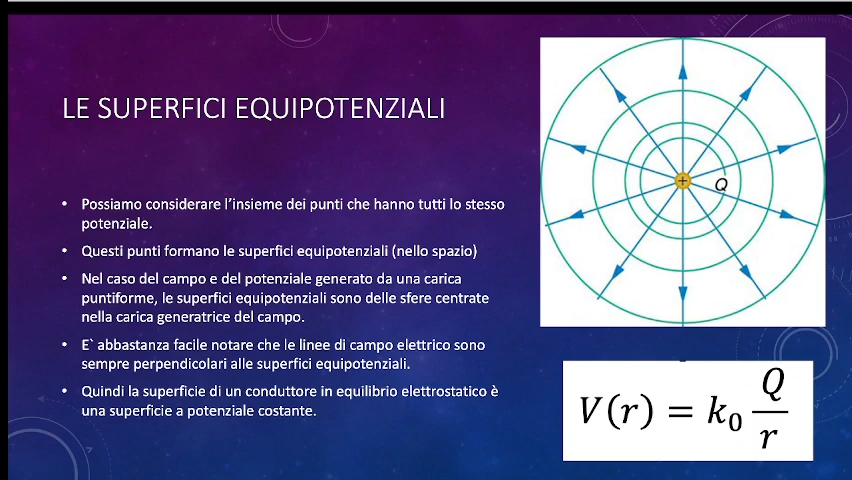 LE SUPERFICI EQUIPOTENZIALI
• Possiamo considerare l'insieme dei punti che hanno tutti lo stesso
potenziale.
• Questi punti formano le superfici equipotenziali (nello spazio)
• Nel caso del campo e del potenziale generato da una carica
puntiforme, le superfici equipotenziali sono delle sfere centrate
nella carica generatrice del campo.
• E` abbastanza facile notare che le linee di campo elettrico sono
sempre perpendicolari alle superfici equipotenziali.
• Quindi la superficie di un conduttore in equilibrio elettrostatico è
una superficie a potenziale costante.
+ Q
V(r) = k₀ Q/r